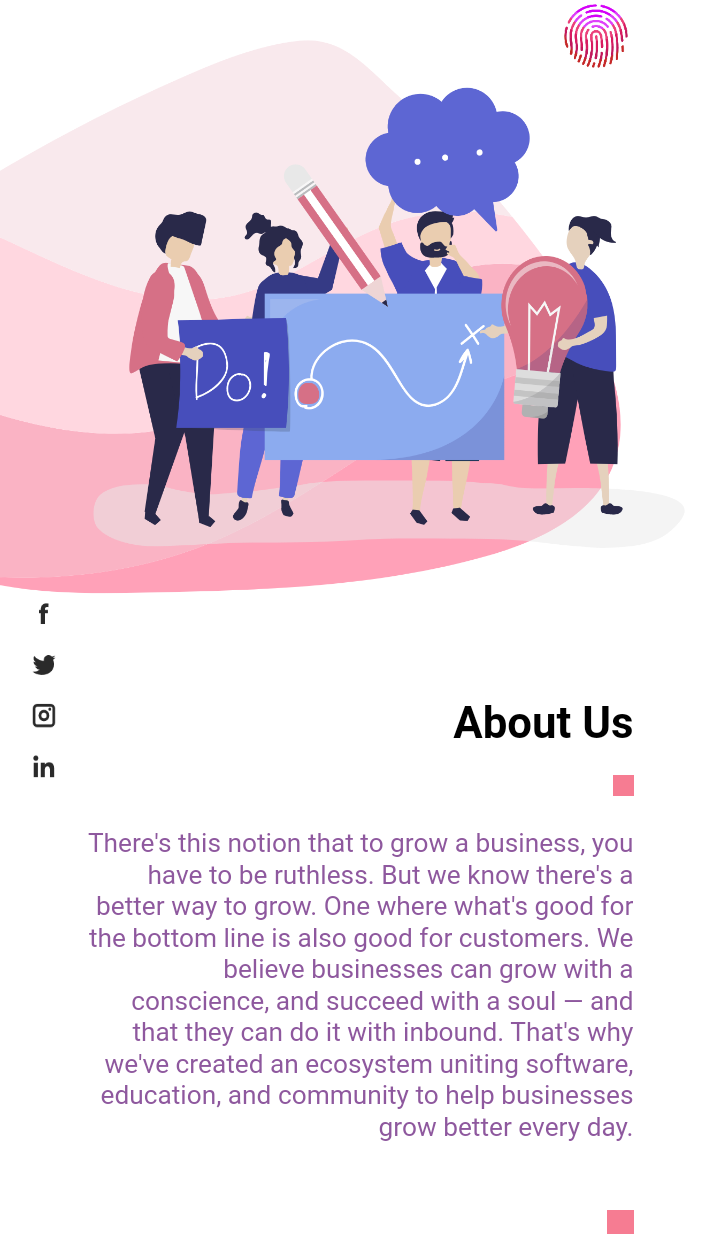 Do!
About Us
There's this notion that to grow a business, you
have to be ruthless. But we know there's a
better way to grow. One where what's good for
the bottom line is also good for customers. We
believe businesses can grow with a
conscience, and succeed with a soul — and
that they can do it with inbound. That's why
we've created an ecosystem uniting software,
education, and community to help businesses
grow better every day.